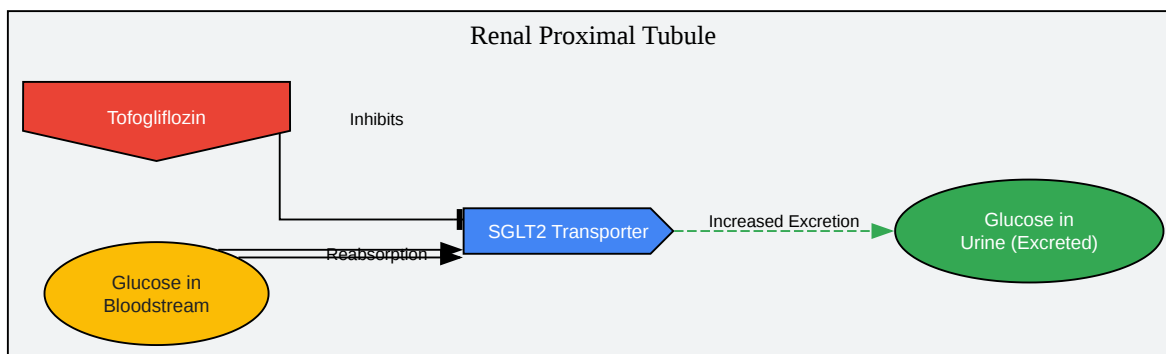 Renal Proximal Tubule
Tofogliflozin
Inhibits
SGLT2 Transporter
Increased Excretion
Glucose in
Urine (Excreted)
Reabsorption
Glucose in
Bloodstream